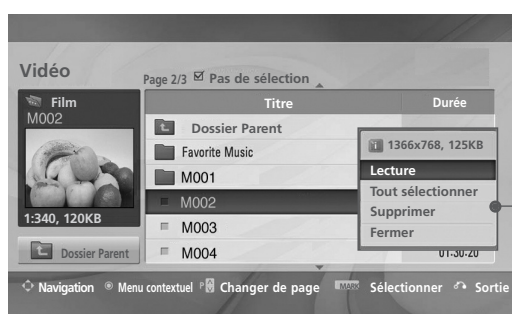 Vidéo
Page 2/3 Pas de sélection
Film
M002
1:340, 120KB
Dossier Parent
Titre
Durée
Dossier Parent
Favorite Music
M001
M002
M003
M004
01:30:20
1366x768, 125KB
Lecture
Tout sélectionner
Supprimer
Fermer
Navigation Menu contextuel P Changer de page MARK Sélectionner Sortie